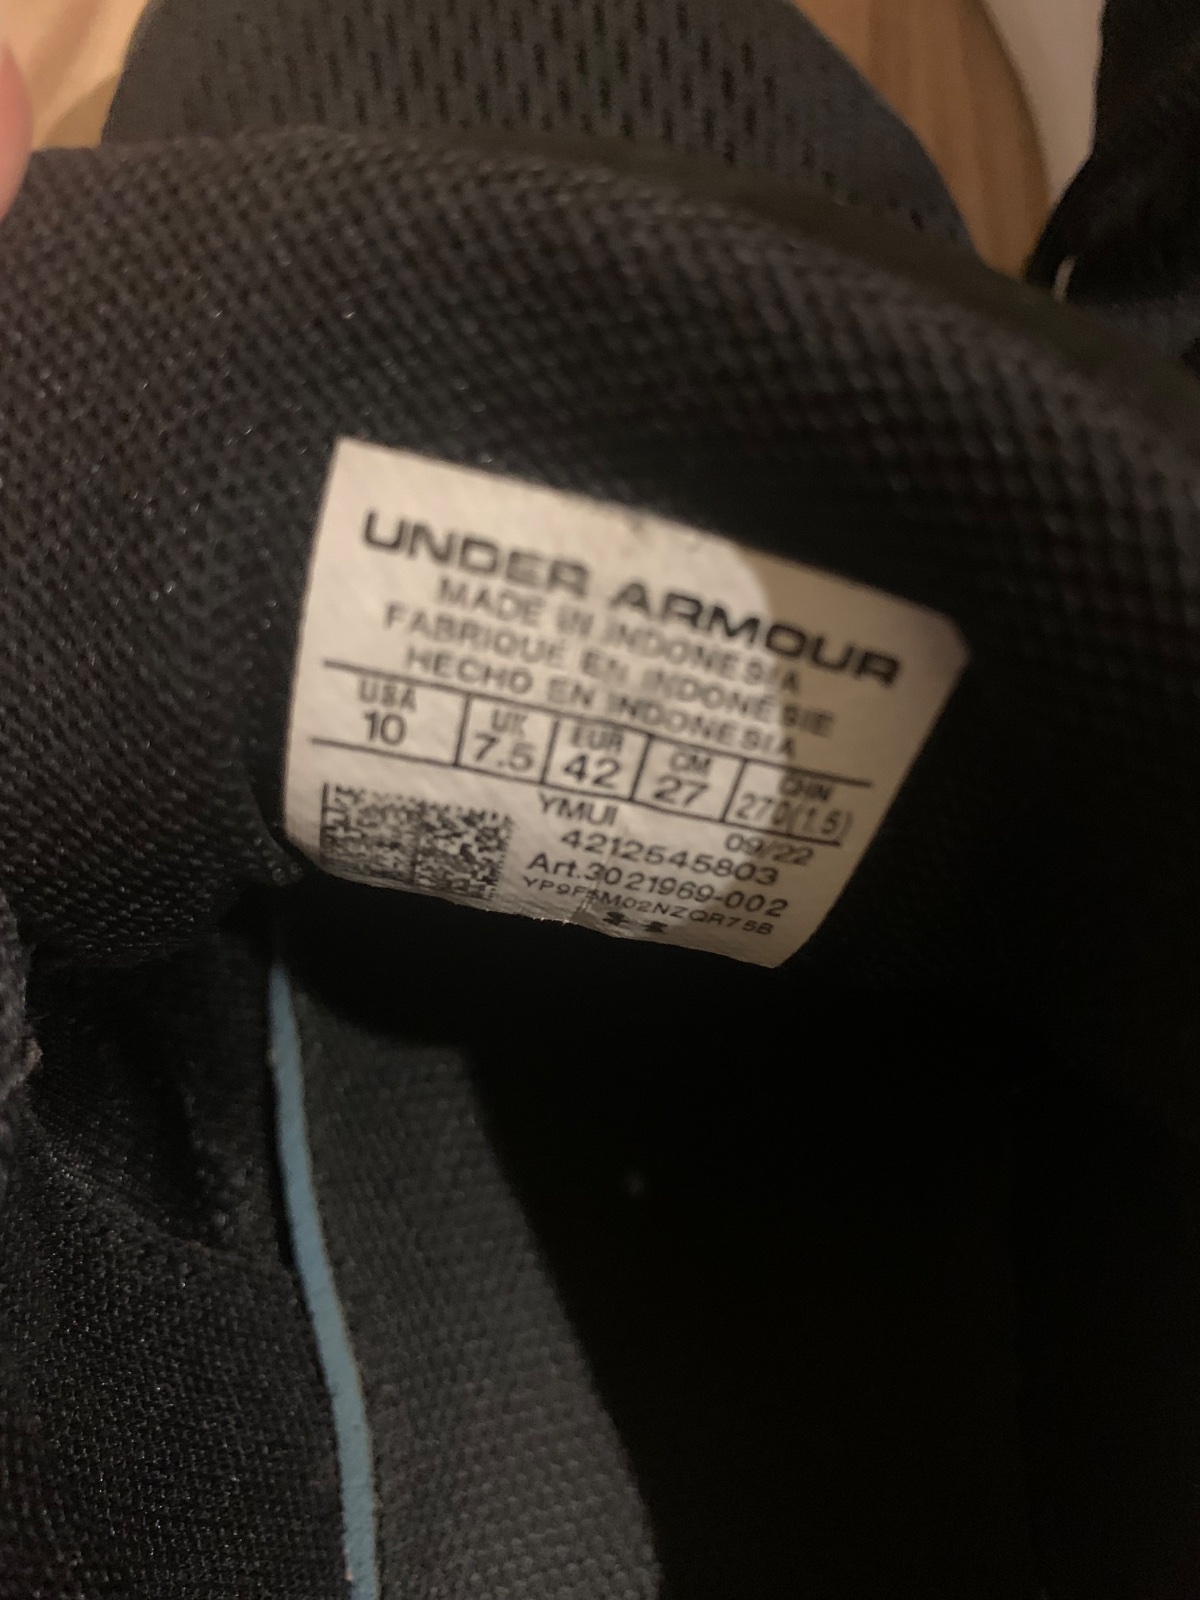 UNDER ARMOUR
MADE IN INDONESIA
FABRIQUÉ EN INDONÉSIE
HECHO EN INDONESIA
USA UK EUR CM CHN
10 7.5 42 27 270(1.5)
YMUI 09/22
4212545803
Art.3021969-002